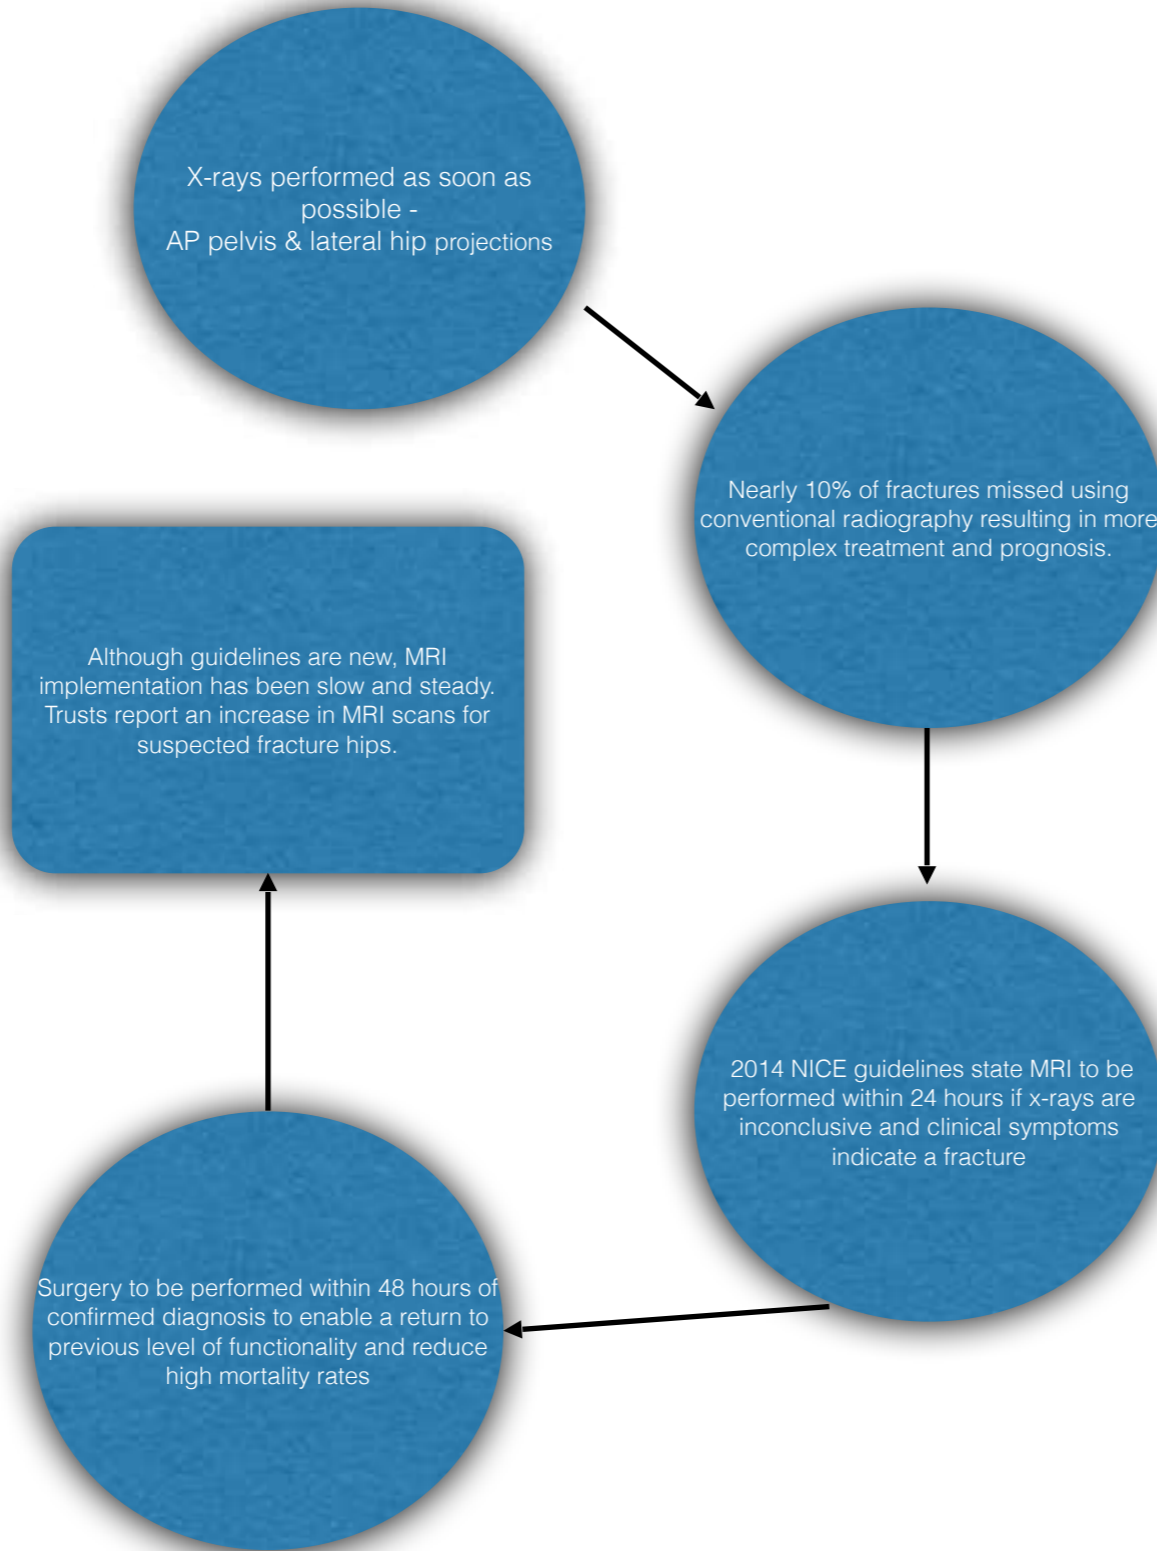 X-rays performed as soon as
possible -
AP pelvis & lateral hip projections
Nearly 10% of fractures missed using
conventional radiography resulting in more
complex treatment and prognosis.
2014 NICE guidelines state MRI to be
performed within 24 hours if x-rays are
inconclusive and clinical symptoms
indicate a fracture
Surgery to be performed within 48 hours of
confirmed diagnosis to enable a return to
previous level of functionality and reduce
high mortality rates
Although guidelines are new, MRI
implementation has been slow and steady.
Trusts report an increase in MRI scans for
suspected fracture hips.